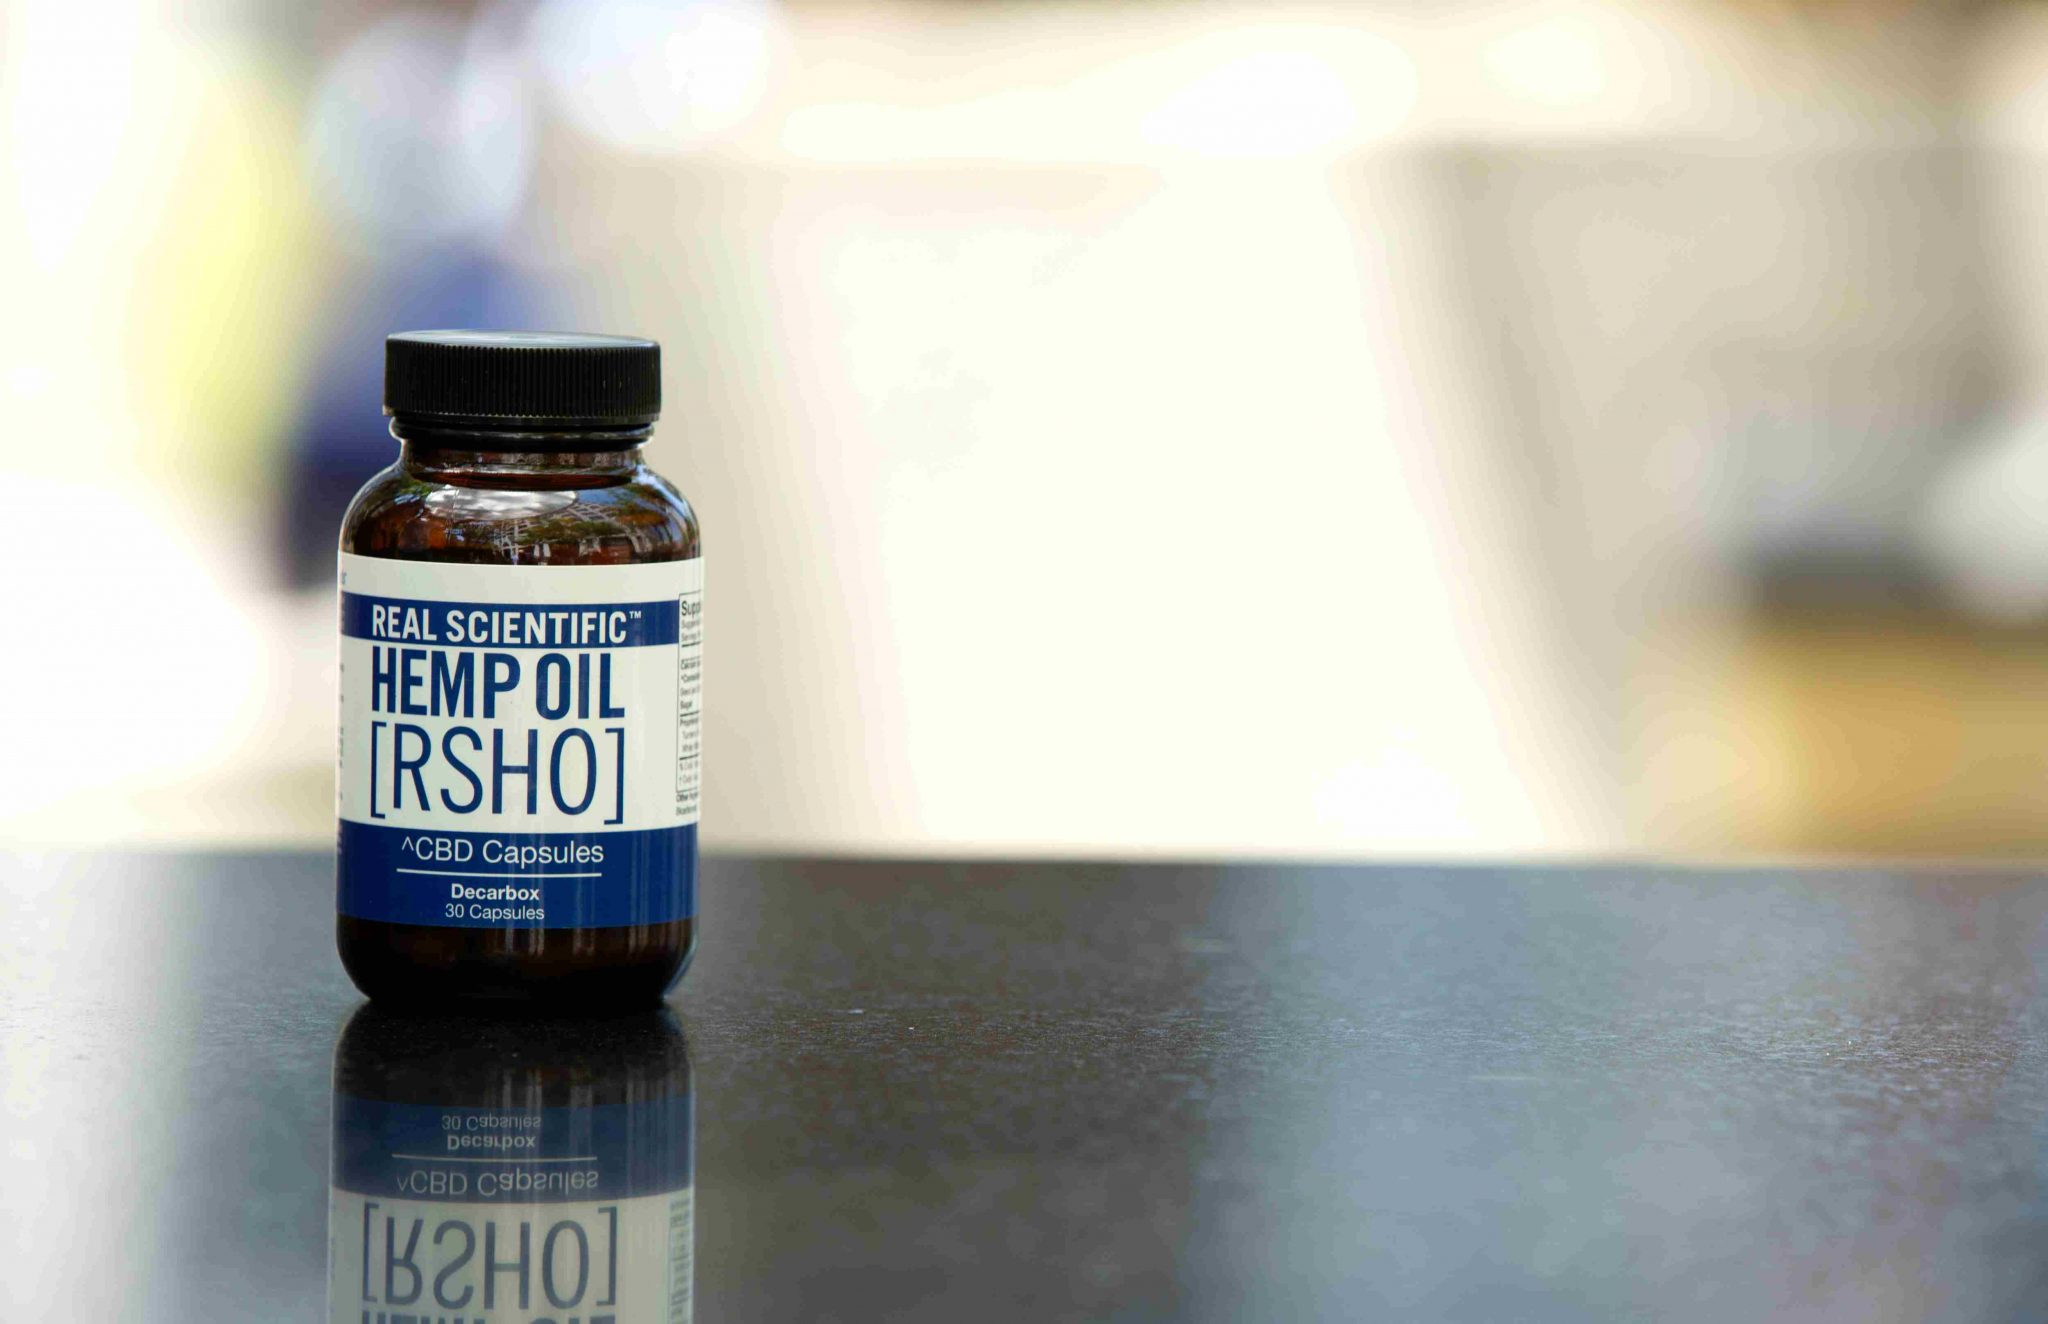 REAL SCIENTIFIC™
HEMP OIL
[RSHO]
^CBD Capsules
Decarbox
30 Capsules